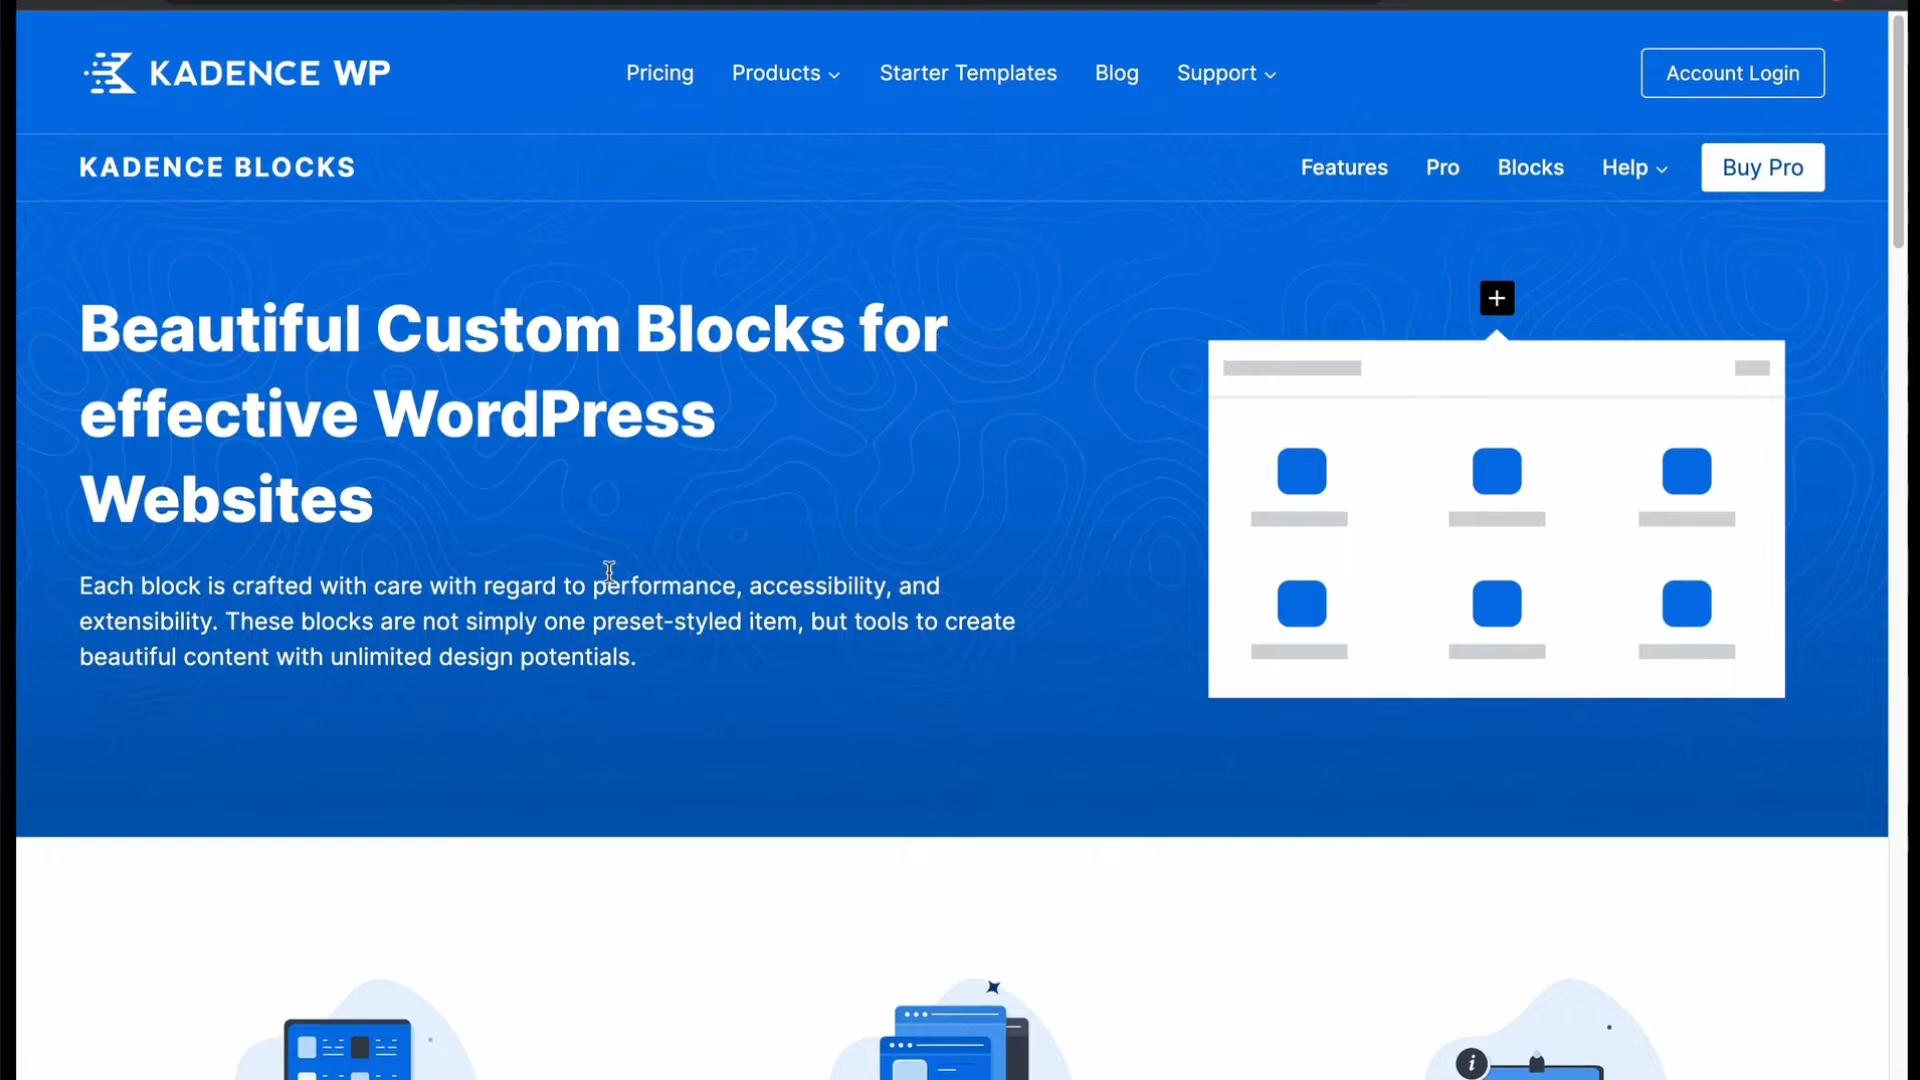 KADENCE WP
Pricing
Products
Starter Templates
Blog
Support
Account Login
KADENCE BLOCKS
Features
Pro
Blocks
Help
Buy Pro
Beautiful Custom Blocks for
effective WordPress
Websites
Each block is crafted with care with regard to performance, accessibility, and
extensibility. These blocks are not simply one preset-styled item, but tools to create
beautiful content with unlimited design potentials.
i